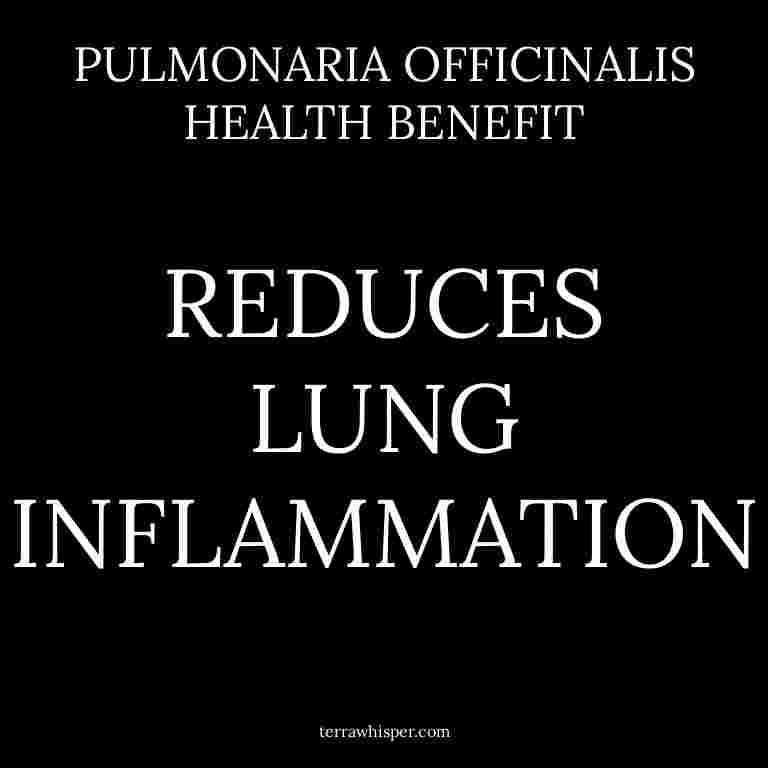 PULMONARIA OFFICINALIS
HEALTH BENEFIT
REDUCES
LUNG
INFLAMMATION
terrawhisper.com